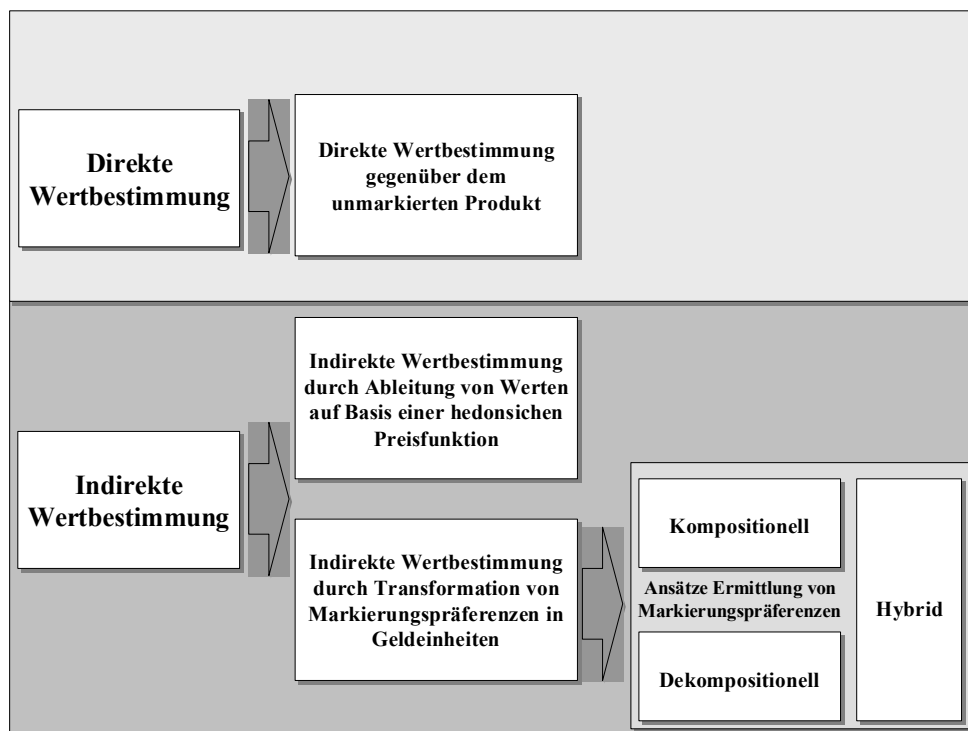 Direkte
Wertbestimmung
Direkte Wertbestimmung
gegenüber dem
unmarkierten Produkt
Indirekte
Wertbestimmung
Indirekte Wertbestimmung
durch Ableitung von Werten
auf Basis einer hedonsichen
Preisfunktion
Indirekte Wertbestimmung
durch Transformation von
Markierungspräferenzen in
Geldeinheiten
Kompositionell
Ansätze Ermittlung von
Markierungspräferenzen
Dekompositionell
Hybrid